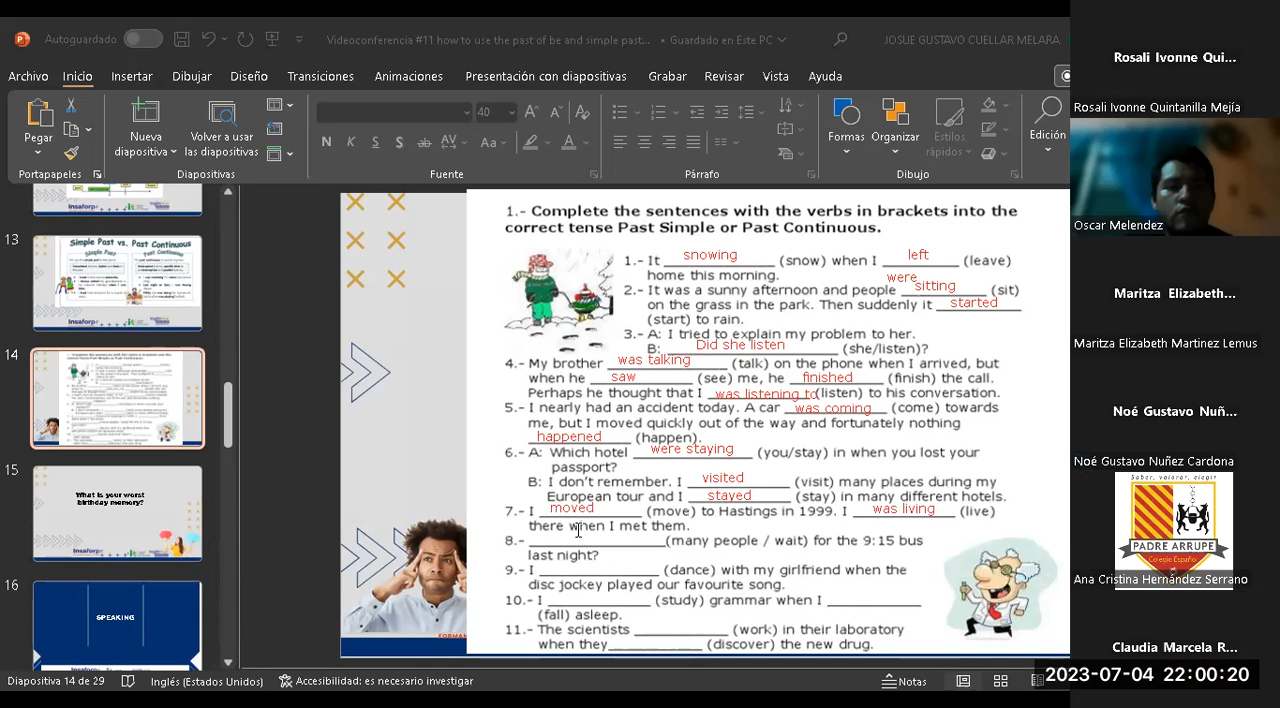 Autoguardado
Videoconferencia #11 how to use the past of be and simple past... • Guardado en Este PC
JOSUE GUSTAVO CUELLAR MELARA
Archivo Inicio Insertar Dibujar Diseño Transiciones Animaciones Presentación con diapositivas Grabar Revisar Vista Ayuda
Pegar
Nueva diapositiva
Volver a usar las diapositivas
40
N K S S ab AV Aa
Formas Organizar Estilos rápidos Edición
Portapapeles Diapositivas Fuente Párrafo Dibujo
13
Simple Past vs. Past Continuous
14
15
What is your worst
birthday memory?
16
SPEAKING
1.- Complete the sentences with the verbs in brackets into the
correct tense Past Simple or Past Continuous.
1.- It snowing (snow) when I left (leave)
home this morning.
2.- It was a sunny afternoon and people were sitting (sit)
on the grass in the park. Then suddenly it started
(start) to rain.
3.- A: I tried to explain my problem to her.
B: Did she listen (she/listen)?
4.- My brother was talking (talk) on the phone when I arrived, but
when he saw (see) me, he finished (finish) the call.
Perhaps he thought that I was listening to (listen) to his conversation.
5.- I nearly had an accident today. A car was coming (come) towards
me, but I moved quickly out of the way and fortunately nothing
happened (happen).
6.- A: Which hotel were staying (you/stay) in when you lost your
passport?
B: I don't remember. I visited (visit) many places during my
European tour and I stayed (stay) in many different hotels.
7.- I moved (move) to Hastings in 1999. I was living (live)
there when I met them.
8.- (many people / wait) for the 9:15 bus
last night?
9.- I (dance) with my girlfriend when the
disc jockey played our favourite song.
10.- I (study) grammar when I
(fall) asleep.
11.- The scientists (work) in their laboratory
when they (discover) the new drug.
Diapositiva 14 de 29 Inglés (Estados Unidos) Accesibilidad: es necesario investigar Notas
Rosali Ivonne Qui...
Rosali Ivonne Quintanilla Mejía
Oscar Melendez
Maritza Elizabeth...
Maritza Elizabeth Martinez Lemus
Noé Gustavo Nuñ...
Noé Gustavo Nuñez Cardona
Saber, valorar, elegir.
PADRE ARRUPE
Colegio Español
Ana Cristina Hernández Serrano
Claudia Marcela R...
2023-07-04 22:00:20